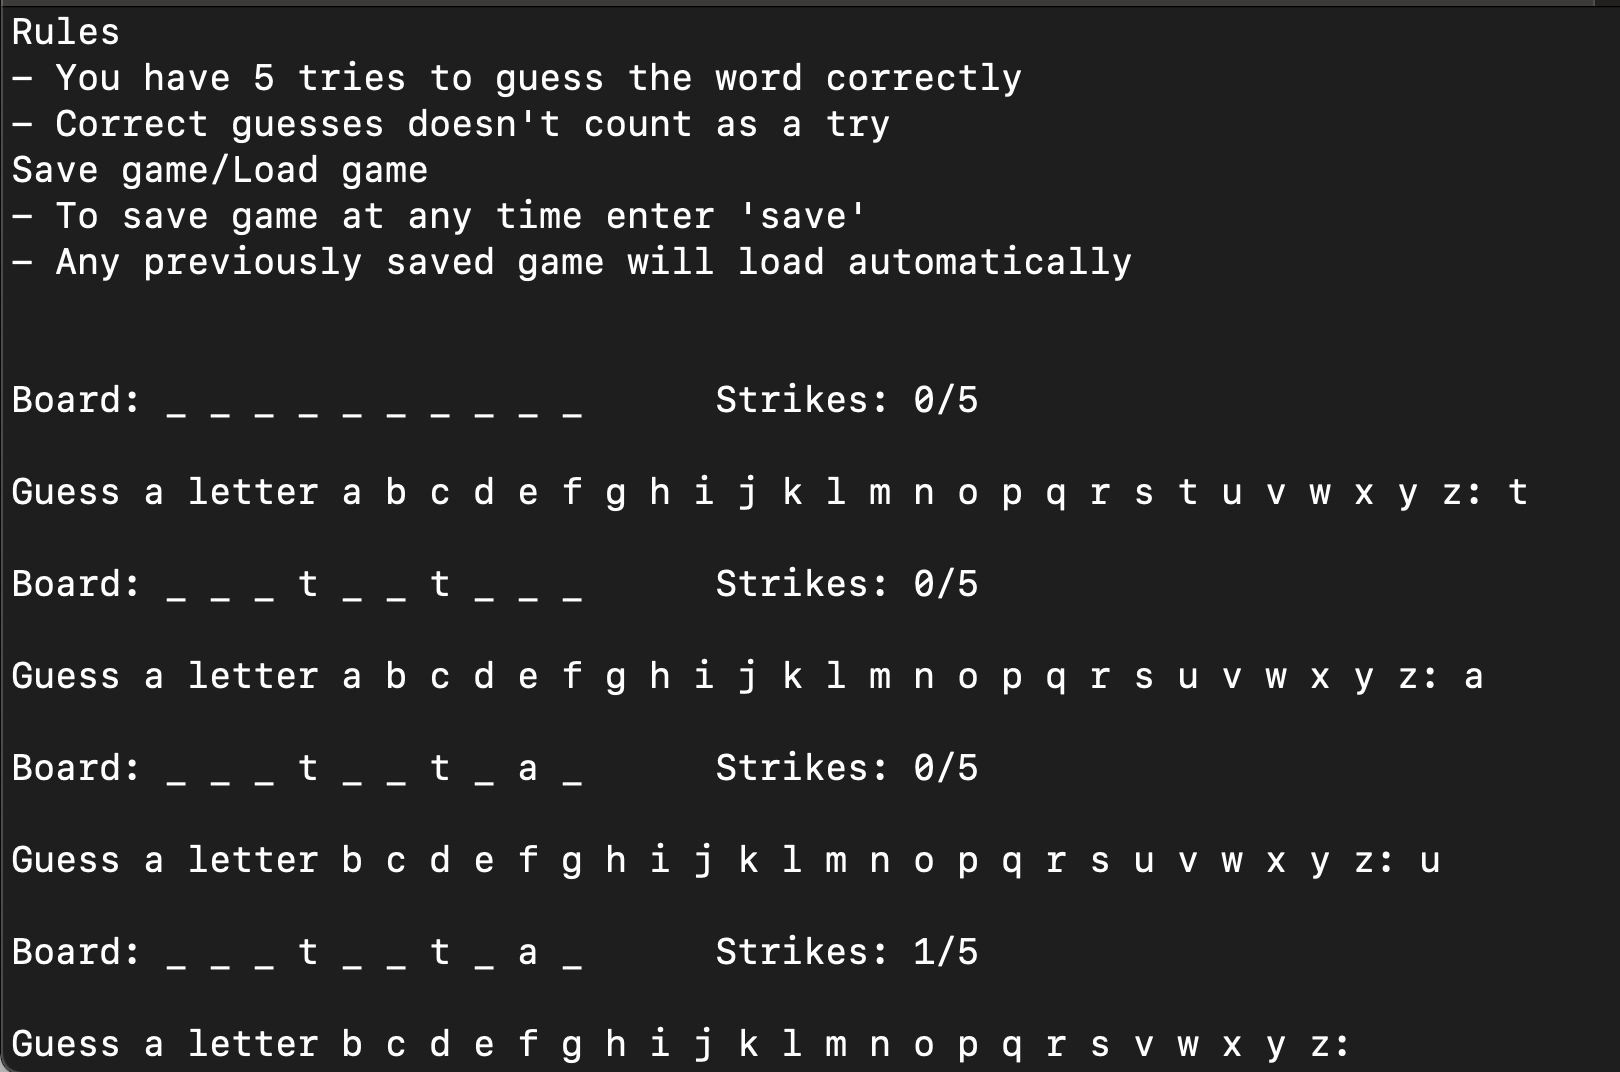 Rules
– You have 5 tries to guess the word correctly
– Correct guesses doesn't count as a try
Save game/Load game
– To save game at any time enter 'save'
– Any previously saved game will load automatically
Board: _ _ _ _ _ _ _ _ _ _      Strikes: 0/5
Guess a letter a b c d e f g h i j k l m n o p q r s t u v w x y z: t
Board: _ _ _ t _ _ t _ _ _      Strikes: 0/5
Guess a letter a b c d e f g h i j k l m n o p q r s u v w x y z: a
Board: _ _ _ t _ _ t _ a _      Strikes: 0/5
Guess a letter b c d e f g h i j k l m n o p q r s u v w x y z: u
Board: _ _ _ t _ _ t _ a _      Strikes: 1/5
Guess a letter b c d e f g h i j k l m n o p q r s v w x y z: